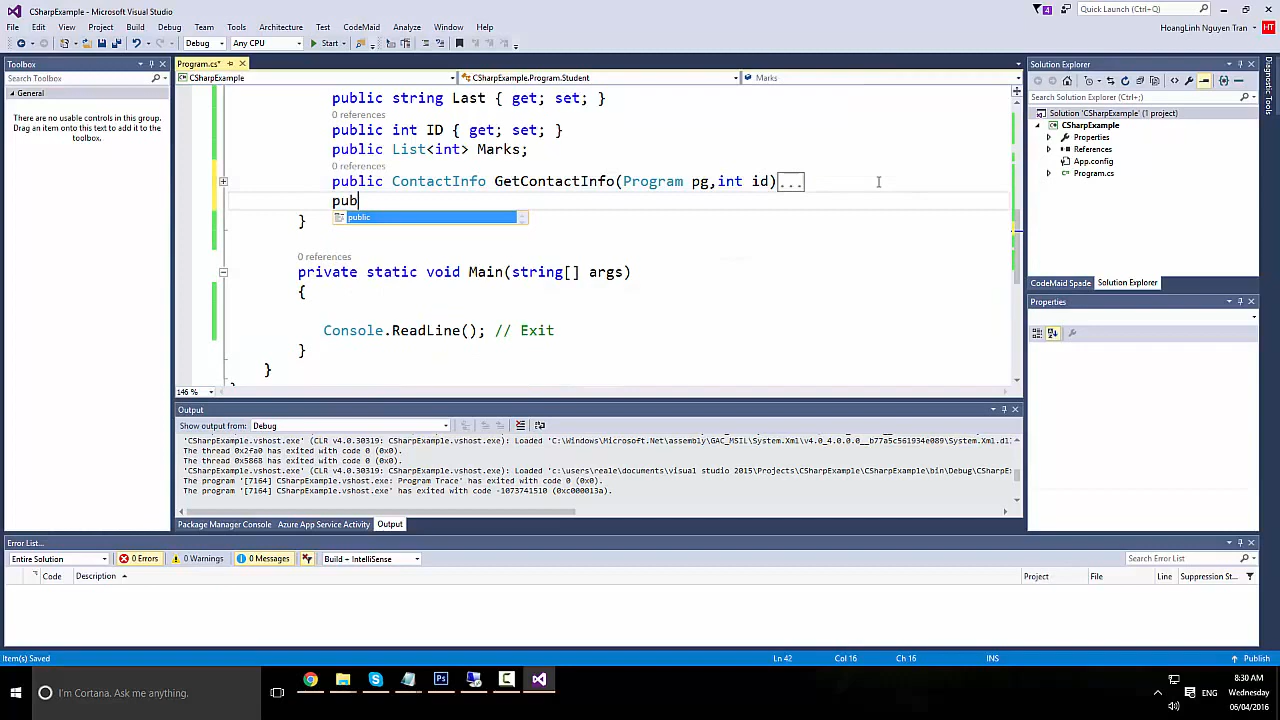 CSharpExample - Microsoft Visual Studio
4
Quick Launch (Ctrl+Q)
File Edit View Project Build Debug Team Tools Architecture Test CodeMaid Analyze Window Help
HoangLinh Nguyen Tran HT
Debug Any CPU Start
Toolbox
Search Toolbox
General
There are no usable controls in this group.
Drag an item onto this text to add it to the
toolbox.
Program.cs*
CSharpExample CSharpExample.Program.Student Marks
public string Last { get; set; }
0 references
public int ID { get; set; }
public List<int> Marks;
0 references
public ContactInfo GetContactInfo(Program pg,int id)...
pub
public
}
0 references
private static void Main(string[] args)
{
Console.ReadLine(); // Exit
}
}
146 %
Solution Explorer
Search Solution Explorer (Ctrl+;)
Solution 'CSharpExample' (1 project)
CSharpExample
Properties
References
App.config
Program.cs
CodeMaid Spade Solution Explorer
Properties
Diagnostic Tools
Output
Show output from: Debug
'CSharpExample.vshost.exe' (CLR v4.0.30319: CSharpExample.vshost.exe): Loaded 'C:\Windows\Microsoft.Net\assembly\GAC_MSIL\System.Xml\v4.0_4.0.0.0__b77a5c561934e089\System.Xml.dl
The thread 0x2fa0 has exited with code 0 (0x0).
The thread 0x5868 has exited with code 0 (0x0).
'CSharpExample.vshost.exe' (CLR v4.0.30319: CSharpExample.vshost.exe): Loaded 'c:\users\reale\documents\visual studio 2015\Projects\CSharpExample\CSharpExample\bin\Debug\CSharpEx
The program '[7164] CSharpExample.vshost.exe: Program Trace' has exited with code 0 (0x0).
The program '[7164] CSharpExample.vshost.exe' has exited with code -1073741510 (0xc000013a).
Package Manager Console Azure App Service Activity Output
Error List...
Entire Solution 0 Errors 0 Warnings 0 Messages Build + IntelliSense Search Error List
Code Description Project File Line Suppression St...
Item(s) Saved Ln 42 Col 16 Ch 16 INS Publish
I'm Cortana. Ask me anything.
ENG
8:30 AM
Wednesday
06/04/2016